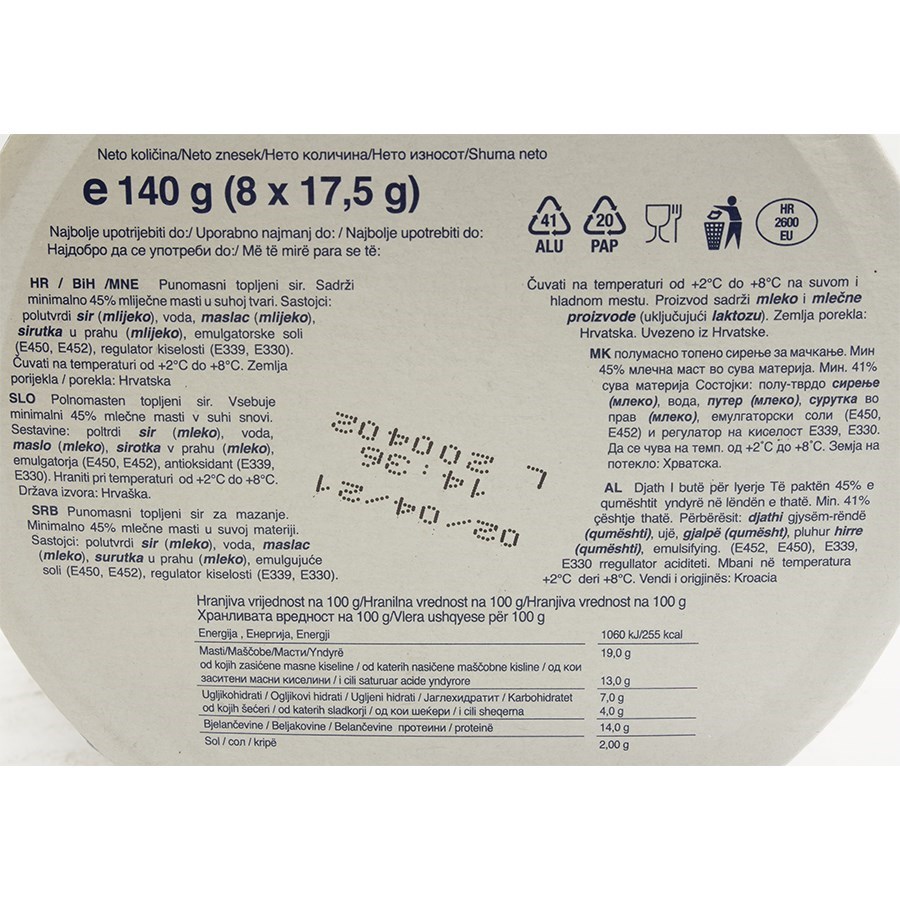 Neto količina/Neto znesek/Нето количина/Нето износот/Shuma neto
e 140 g (8 x 17,5 g)
Najbolje upotrijebiti do:/ Uporabno najmanj do: / Najbolje upotrebiti do:
Најдобро да се употреби до:/ Më të mirë para se të:
41
ALU
20
PAP
HR
2600
EU
HR / BiH /MNE Punomasni topljeni sir. Sadrži
minimalno 45% mliječne masti u suhoj tvari. Sastojci:
polutvrdi sir (mlijeko), voda, maslac (mlijeko),
sirutka u prahu (mlijeko), emulgatorske soli
(E450, E452), regulator kiselosti (E339, E330).
Čuvati na temperaturi od +2°C do +8°C. Zemlja
porijekla / porekla: Hrvatska
SLO Polnomasten topljeni sir. Vsebuje
minimalni 45% mlečne masti v suhi snovi.
Sestavine: poltrdi sir (mleko), voda,
maslo (mleko), sirotka v prahu (mleko),
emulgatorja (E450, E452), antioksidant (E339,
E330). Hraniti pri temperaturi od +2°C do +8°C.
Država izvora: Hrvaška.
SRB Punomasni topljeni sir za mazanje.
Minimalno 45% mlečne masti u suvoj materiji.
Sastojci: polutvrdi sir (mleko), voda, maslac
(mleko), surutka u prahu (mleko), emulgujuće
soli (E450, E452), regulator kiselosti (E339, E330).
Čuvati na temperaturi od +2°C do +8°C na suvom i
hladnom mestu. Proizvod sadrži mleko i mlečne
proizvode (uključujući laktozu). Zemlja porekla:
Hrvatska. Uvezeno iz Hrvatske.
МК полумасно топено сирење за мачкање. Мин
45% млечна маст во сува материја. Мин. 41%
сува материја Состојки: полу-тврдо сирење
(млеко), вода, путер (млеко), сурутка во
прав (млеко), емулгаторски соли (E450,
E452) и регулатор на киселост E339, E330.
Да се чува на темп. од +2°C до +8°C. Земја на
потекло: Хрватска.
AL Djath I butë për lyerje Të paktën 45% e
qumështit yndyrë në lëndën e thatë. Min. 41%
çështje thatë. Përbërësit: djathi gjysëm-rëndë
(qumështi), ujë, gjalpë (qumësht), pluhur hirre
(qumështi), emulsifying. (E452, E450), E339,
E330 rregullator aciditeti. Mbani në temperatura
+2°C deri +8°C. Vendi i origjinës: Kroacia
05/04/21
14:36
L 200402
Hranjiva vrijednost na 100 g/Hranilna vrednost na 100 g/Hranjiva vrednost na 100 g
Хранливата вредност на 100 g/Vlera ushqyese për 100 g
Energija , Енергија, Energji 1060 kJ/255 kcal
Masti/Maščobe/Масти/Yndyrë 19,0 g
od kojih zasićene masne kiseline / od katerih nasičene maščobne kisline / од кои
заситени масни киселини / i cili saturuar acide yndyrore 13,0 g
Ugljikohidrati / Ogljikovi hidrati / Ugljeni hidrati / Јаглехидратит / Karbohidratet 7,0 g
od kojih šećeri / od katerih sladkorji / од кои шеќери / i cili sheqerna 4,0 g
Bjelančevine / Beljakovine / Belančevine протеини / proteinë 14,0 g
Sol / сол / kripë 2,00 g